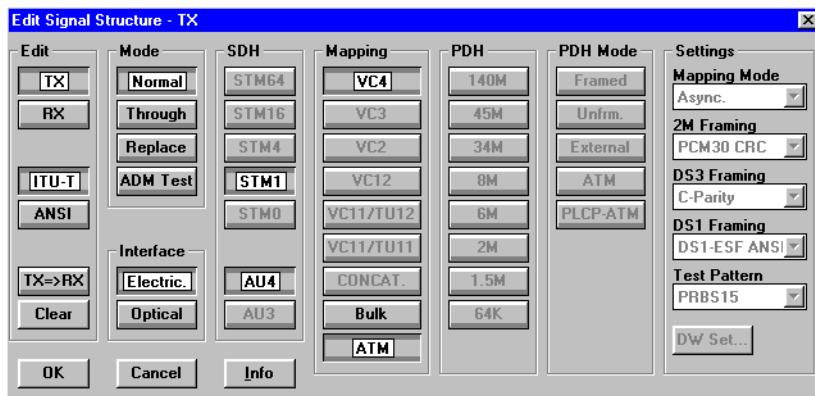 Edit Signal Structure - TX
Edit
TX
RX
ITU-T
ANSI
TX=>RX
Clear
Mode
Normal
Through
Replace
ADM Test
Interface
Electric.
Optical
SDH
STM64
STM16
STM4
STM1
STM0
AU4
AU3
Mapping
VC4
VC3
VC2
VC12
VC11/TU12
VC11/TU11
CONCAT.
Bulk
ATM
PDH
140M
45M
34M
8M
6M
2M
1.5M
64K
PDH Mode
Framed
Unfrm.
External
ATM
PLCP-ATM
Settings
Mapping Mode
Async.
2M Framing
PCM30 CRC
DS3 Framing
C-Parity
DS1 Framing
DS1-ESF ANSI
Test Pattern
PRBS15
DW Set...
OK
Cancel
Info